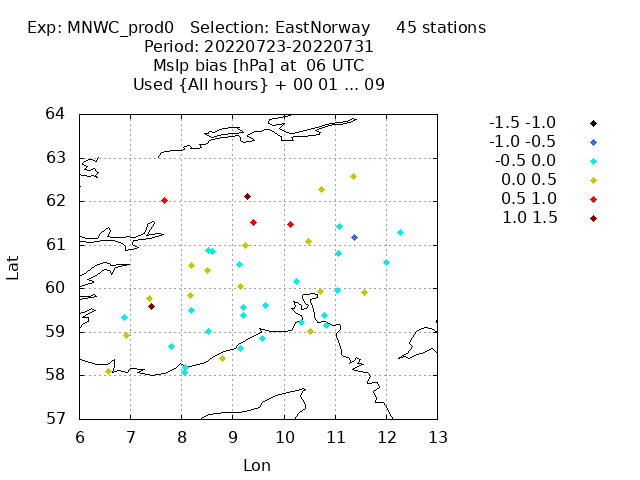 Exp: MNWC_prod0   Selection: EastNorway     45 stations
Period: 20220723-20220731
Mslp bias [hPa] at  06 UTC
Used {All hours} + 00 01 ... 09
64
63
62
61
60
59
58
57
6 7 8 9 10 11 12 13
Lat
Lon
-1.5 -1.0
-1.0 -0.5
-0.5 0.0
0.0 0.5
0.5 1.0
1.0 1.5